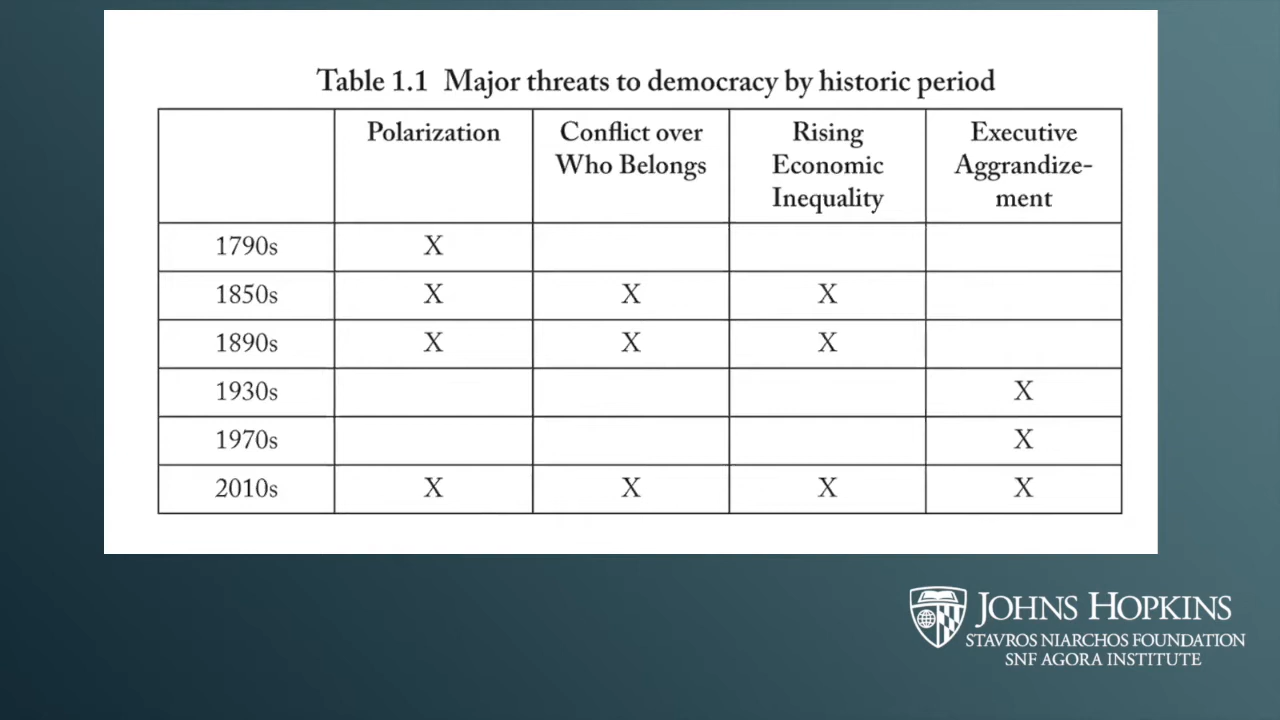 Table 1.1 Major threats to democracy by historic period
Polarization
Conflict over
Who Belongs
Rising
Economic
Inequality
Executive
Aggrandize-
ment
1790s X
1850s X X X
1890s X X X
1930s X
1970s X
2010s X X X X
JOHNS HOPKINS
STAVROS NIARCHOS FOUNDATION
SNF AGORA INSTITUTE